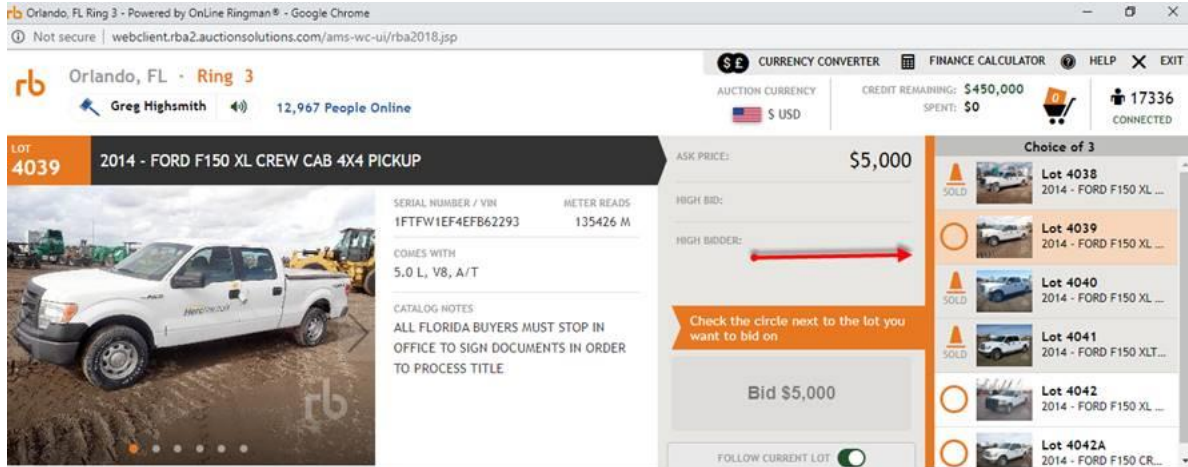 rb Orlando, FL Ring 3 - Powered by OnLine Ringman® - Google Chrome
Not secure | webclient.rba2.auctionsolutions.com/ams-wc-ui/rba2018.jsp
$ £ CURRENCY CONVERTER FINANCE CALCULATOR HELP EXIT
rb
Orlando, FL · Ring 3
Greg Highsmith 12,967 People Online
AUCTION CURRENCY
$ USD
CREDIT REMAINING: $450,000
SPENT: $0
0
17336
CONNECTED
LOT
4039
2014 - FORD F150 XL CREW CAB 4X4 PICKUP
rb
SERIAL NUMBER / VIN METER READS
1FTFW1EF4EFB62293 135426 M
COMES WITH
5.0 L, V8, A/T
CATALOG NOTES
ALL FLORIDA BUYERS MUST STOP IN
OFFICE TO SIGN DOCUMENTS IN ORDER
TO PROCESS TITLE
ASK PRICE: $5,000
HIGH BID:
HIGH BIDDER:
Check the circle next to the lot you
want to bid on
Bid $5,000
FOLLOW CURRENT LOT
Choice of 3
SOLD
Lot 4038
2014 - FORD F150 XL ...
Lot 4039
2014 - FORD F150 XL ...
SOLD
Lot 4040
2014 - FORD F150 XL ...
SOLD
Lot 4041
2014 - FORD F150 XLT...
Lot 4042
2014 - FORD F150 XL ...
Lot 4042A
2014 - FORD F150 CR...